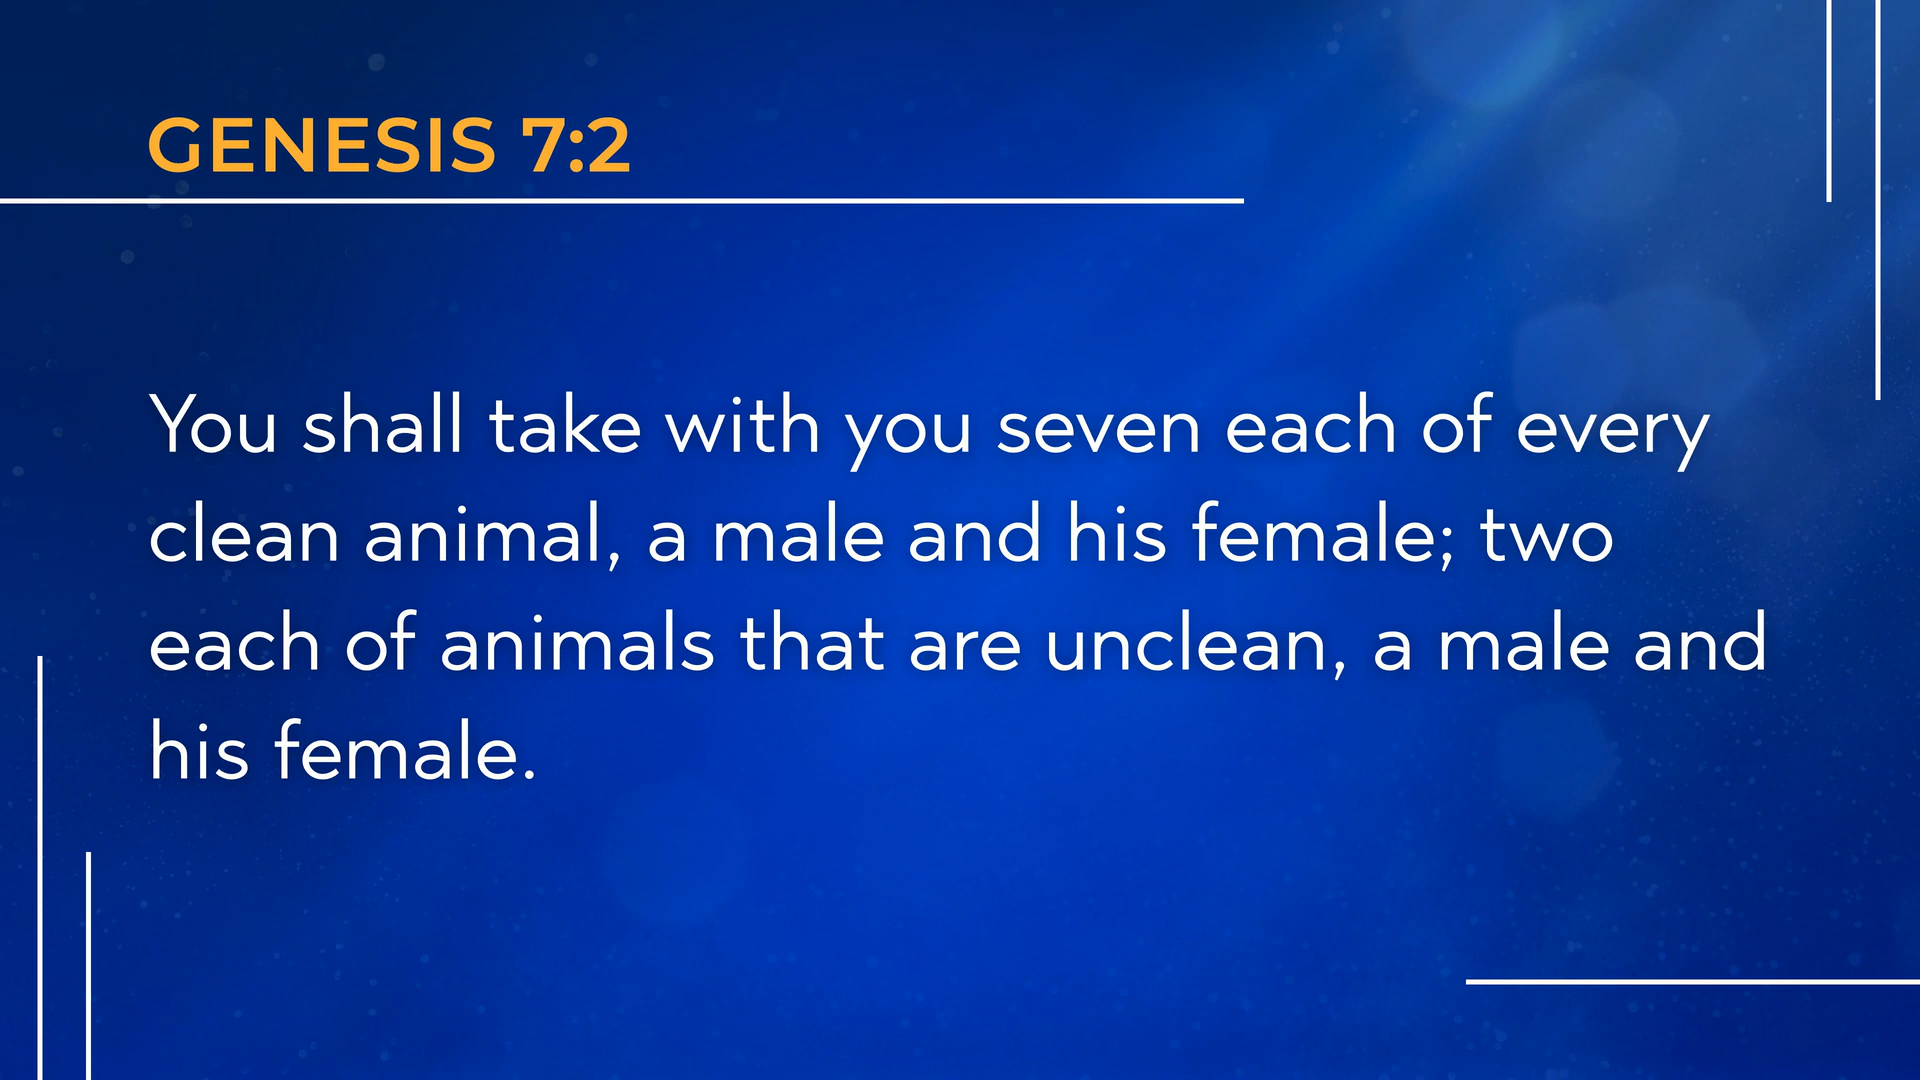 GENESIS 7:2
You shall take with you seven each of every
clean animal, a male and his female; two
each of animals that are unclean, a male and
his female.